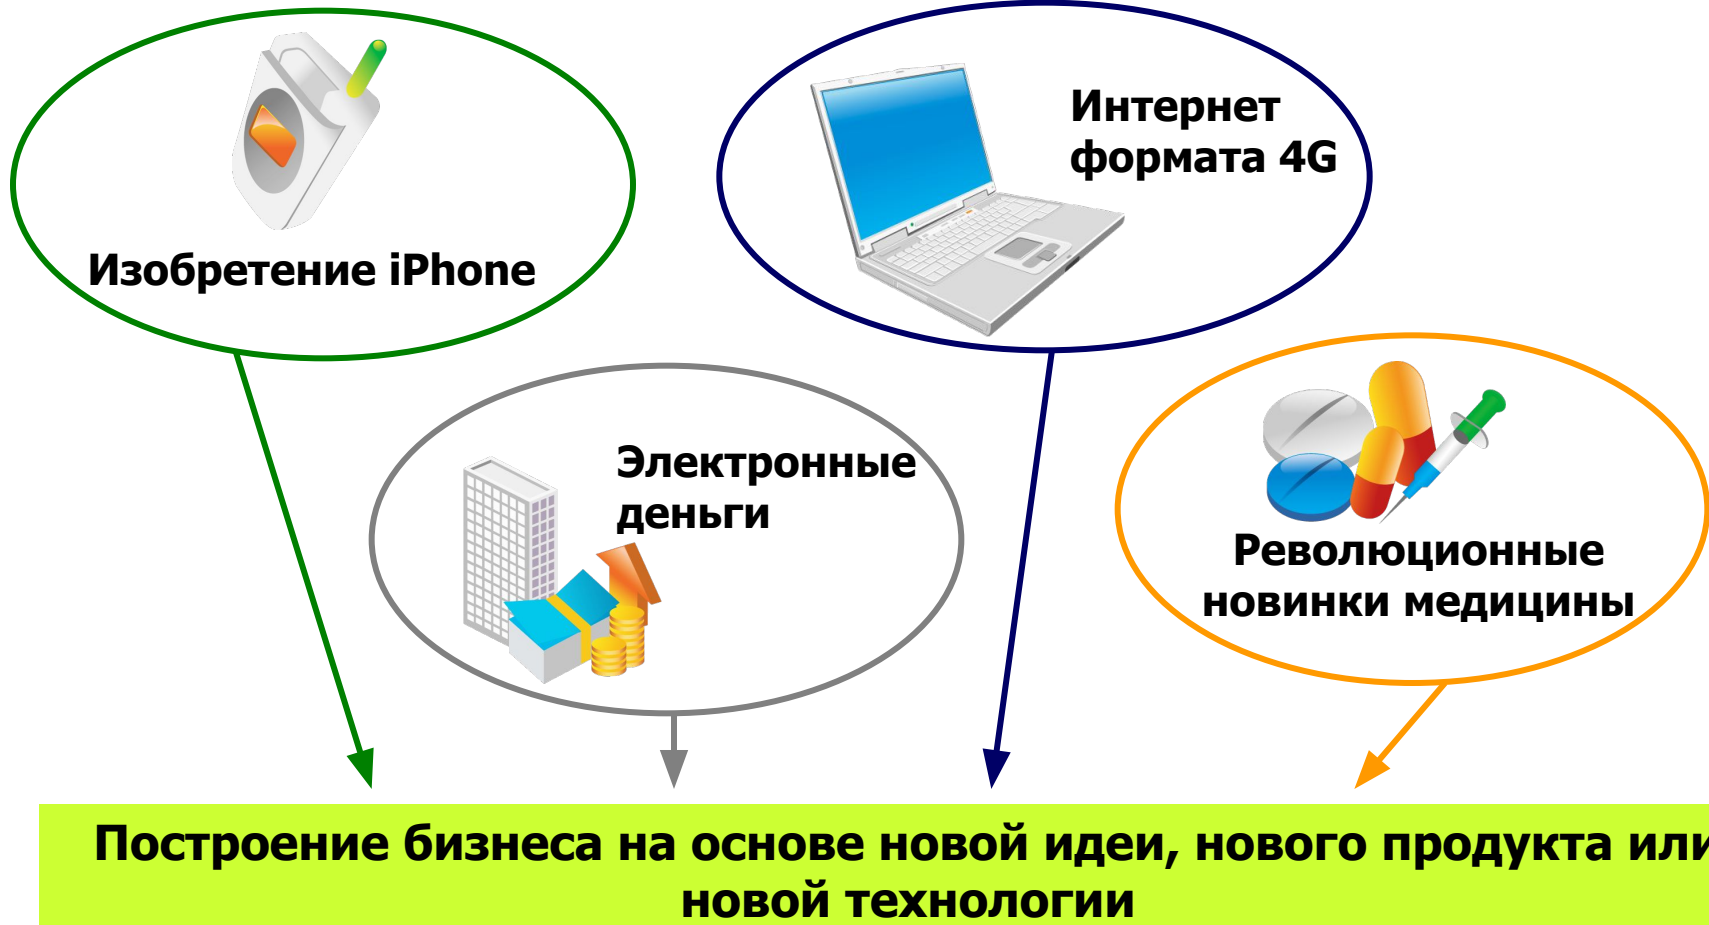 Изобретение iPhone
Интернет
формата 4G
Электронные
деньги
Революционные
новинки медицины
Построение бизнеса на основе новой идеи, нового продукта или
новой технологии